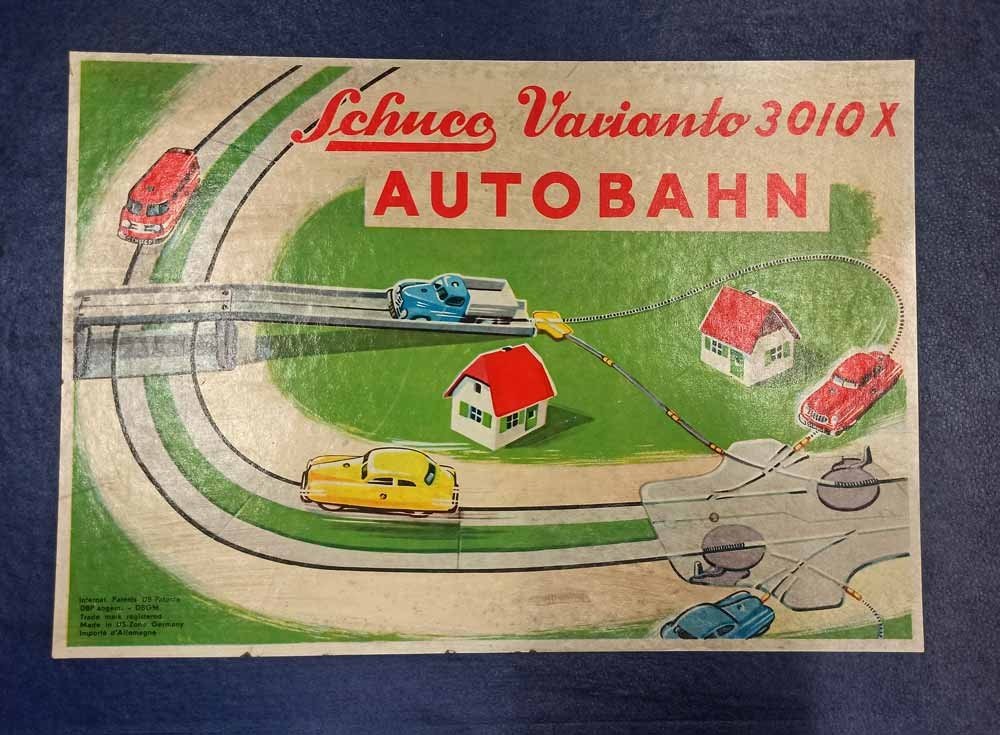 Schuco Varianto 3010 X
AUTOBAHN
Internat. Patents US-Patents
DBP angem. - DBGM.
Trade mark registered
Made in US-Zone Germany
Importé d'Allemagne